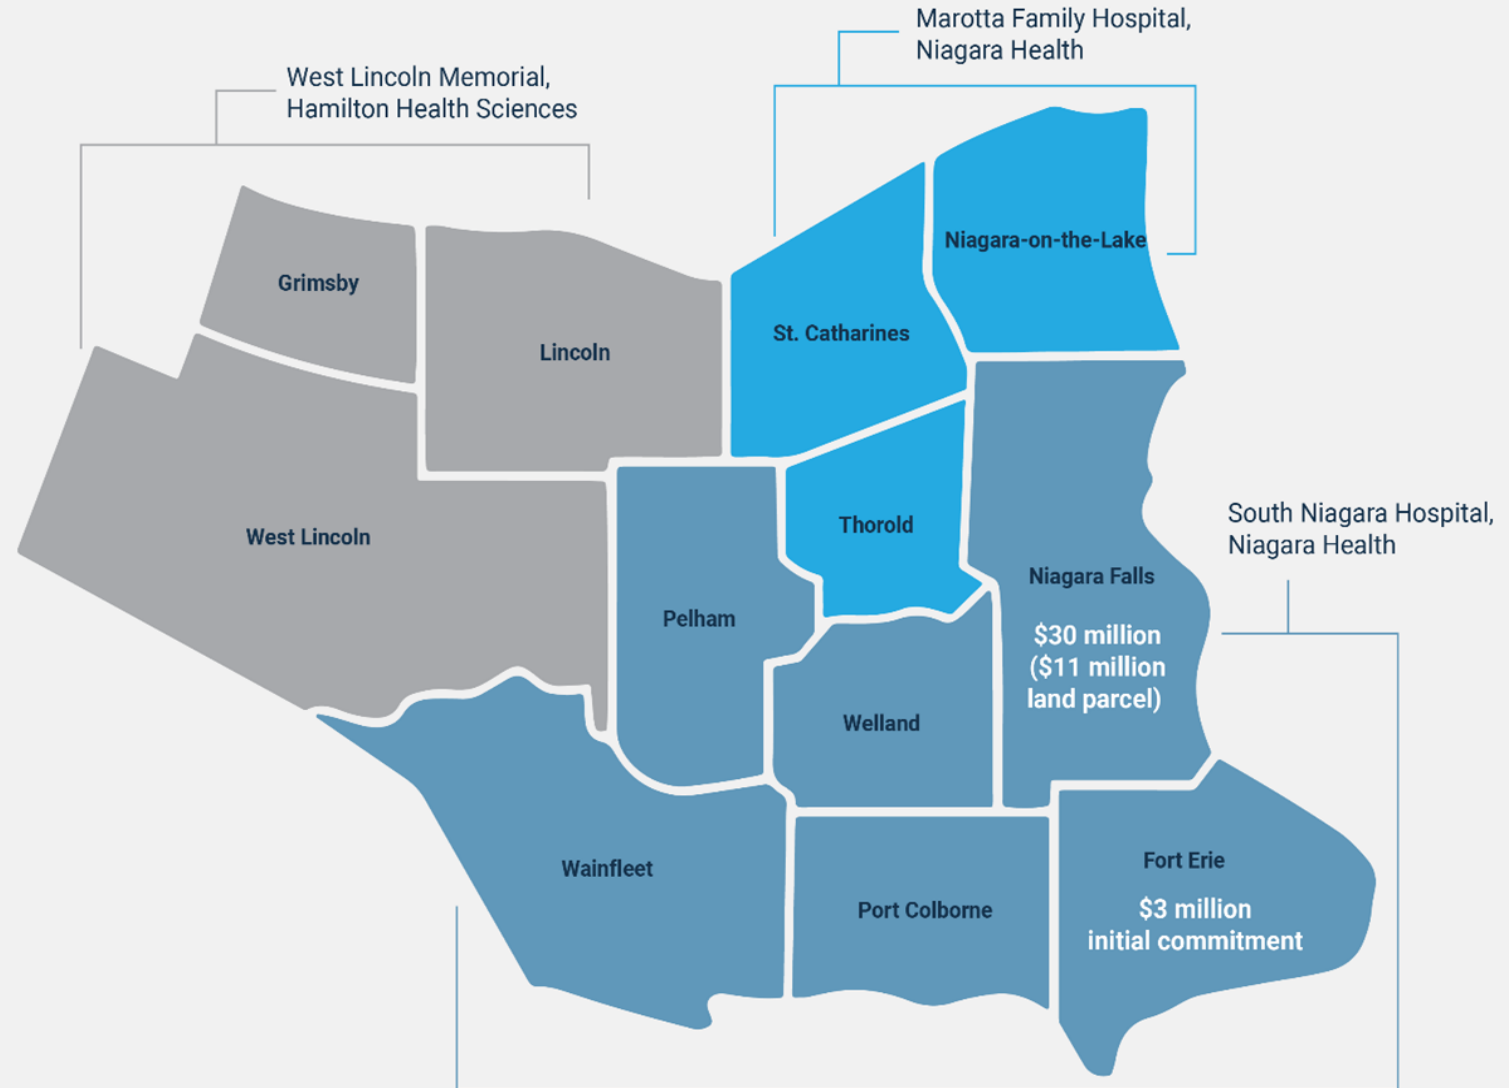 Marotta Family Hospital,
Niagara Health
West Lincoln Memorial,
Hamilton Health Sciences
Niagara-on-the-Lake
Grimsby
St. Catharines
Lincoln
Thorold
West Lincoln
South Niagara Hospital,
Niagara Health
Niagara Falls
$30 million
($11 million
land parcel)
Pelham
Welland
Wainfleet
Port Colborne
Fort Erie
$3 million
initial commitment